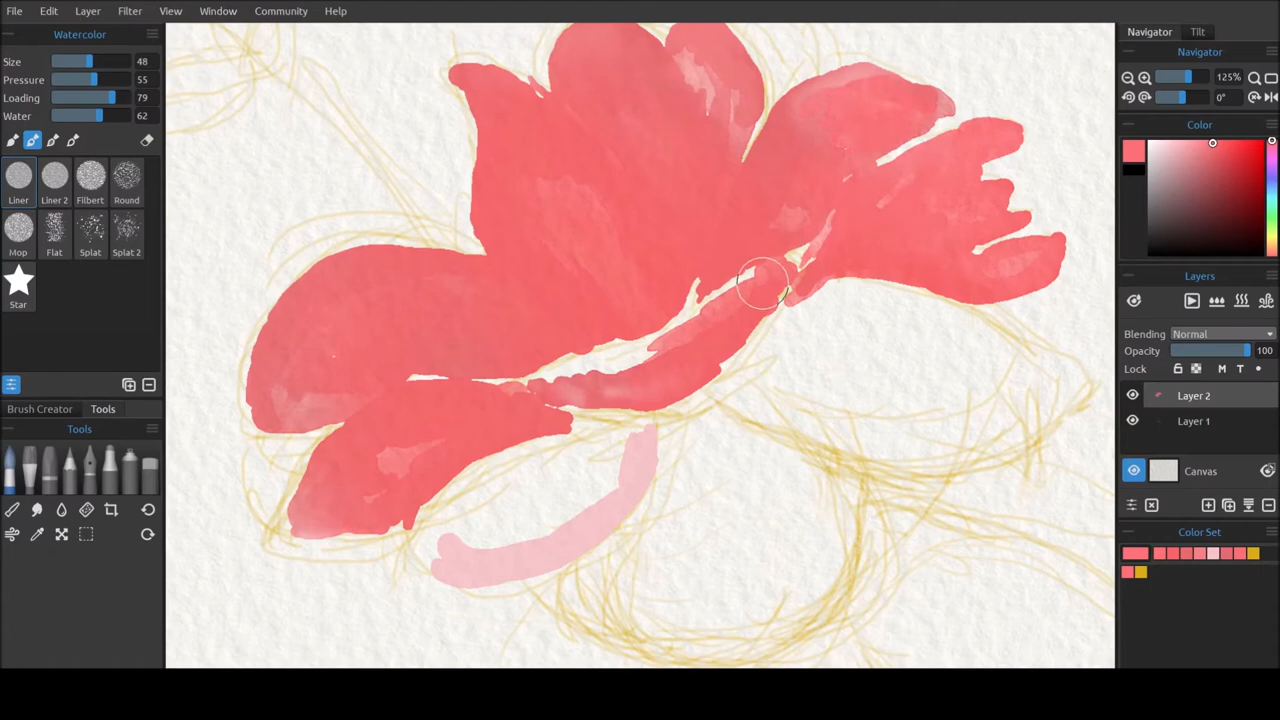 File Edit Layer Filter View Window Community Help
Watercolor
Size 48
Pressure 55
Loading 79
Water 62
Liner Liner 2 Filbert Round
Mop Flat Splat Splat 2
Star
Brush Creator Tools
Tools
Navigator Tilt
Navigator
125%
0°
Color
Layers
Blending Normal
Opacity 100
Lock M T
Layer 2
Layer 1
Canvas
Color Set